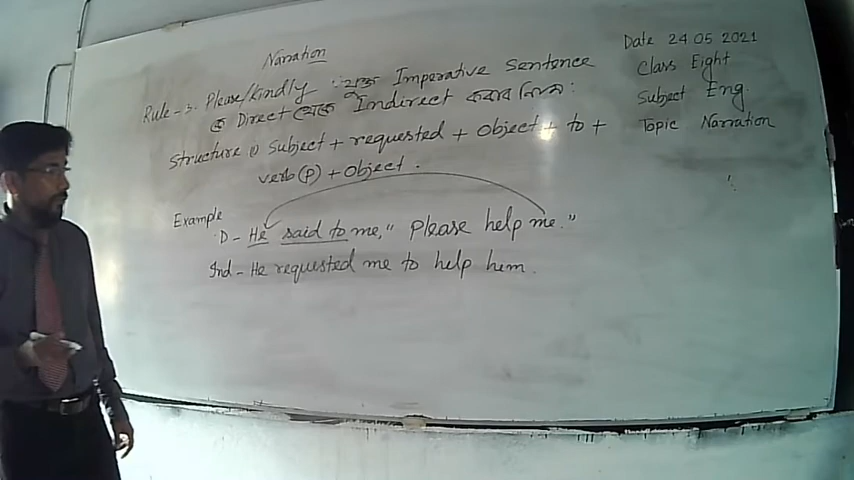 Narration
Date 24 05 2021
Class Eight
Subject Eng
Topic Narration
Rule-3. Please/kindly যুক্ত Imperative Sentence
কে Direct থেকে Indirect করার নিয়ম:
Structure ① Subject + requested + Object + to +
verb (p) + Object.
Example
D - He said to me, " Please help me."
Ind - He requested me to help hem.